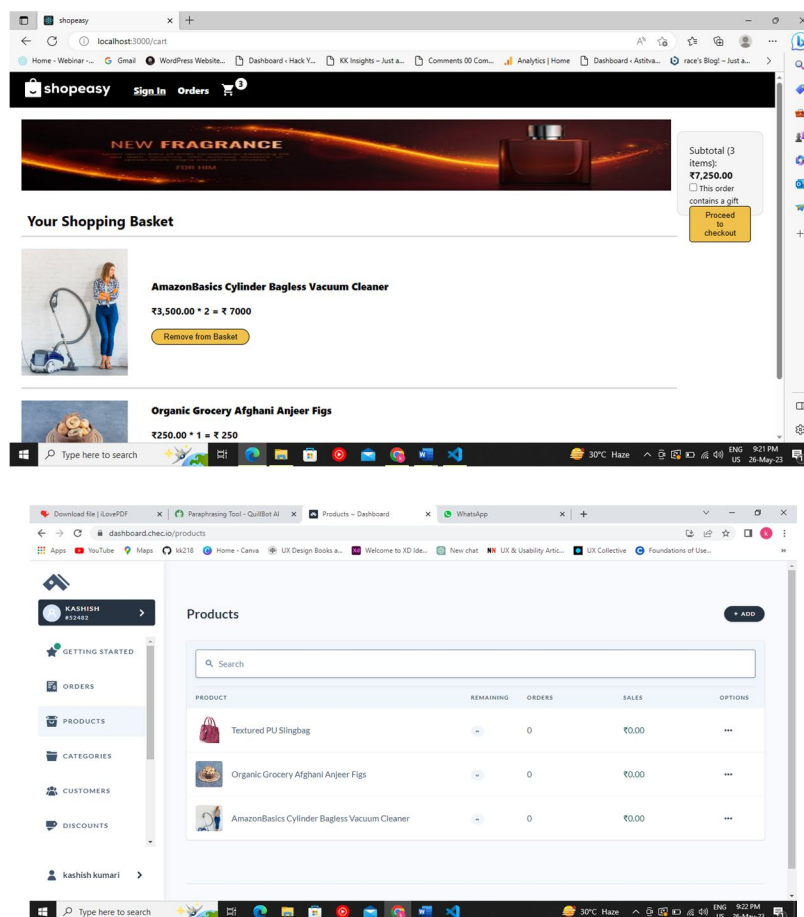 shopeasy
localhost:3000/cart
Home - Webinar -... Gmail WordPress Website... Dashboard ‹ Hack Y... KK Insights – Just a... Comments 00 Com... Analytics | Home Dashboard ‹ Astitva... race's Blog! – Just a...
shopeasy Sign In Orders 3
NEW FRAGRANCE
FOR HIM
Subtotal (3
items):
₹7,250.00
This order
contains a gift
Proceed
to
checkout
Your Shopping Basket
AmazonBasics Cylinder Bagless Vacuum Cleaner
₹3,500.00 * 2 = ₹ 7000
Remove from Basket
Organic Grocery Afghani Anjeer Figs
₹250.00 * 1 = ₹ 250
Type here to search 30°C Haze ENG 9:21 PM
US 26-May-23
Download file | iLovePDF Paraphrasing Tool - QuillBot AI Products ~ Dashboard WhatsApp
dashboard.chec.io/products
Apps YouTube Maps kk218 Home - Canva UX Design Books a... Welcome to XD Ide... New chat NN UX & Usability Artic... UX Collective Foundations of Use...
KASHISH
#52482
Products + ADD
GETTING STARTED
Search
ORDERS
PRODUCT REMAINING ORDERS SALES OPTIONS
PRODUCTS
Textured PU Slingbag 0 ₹0.00
CATEGORIES
Organic Grocery Afghani Anjeer Figs 0 ₹0.00
CUSTOMERS
AmazonBasics Cylinder Bagless Vacuum Cleaner 0 ₹0.00
DISCOUNTS
kashish kumari
Type here to search 30°C Haze ENG 9:22 PM
US 26-May-23